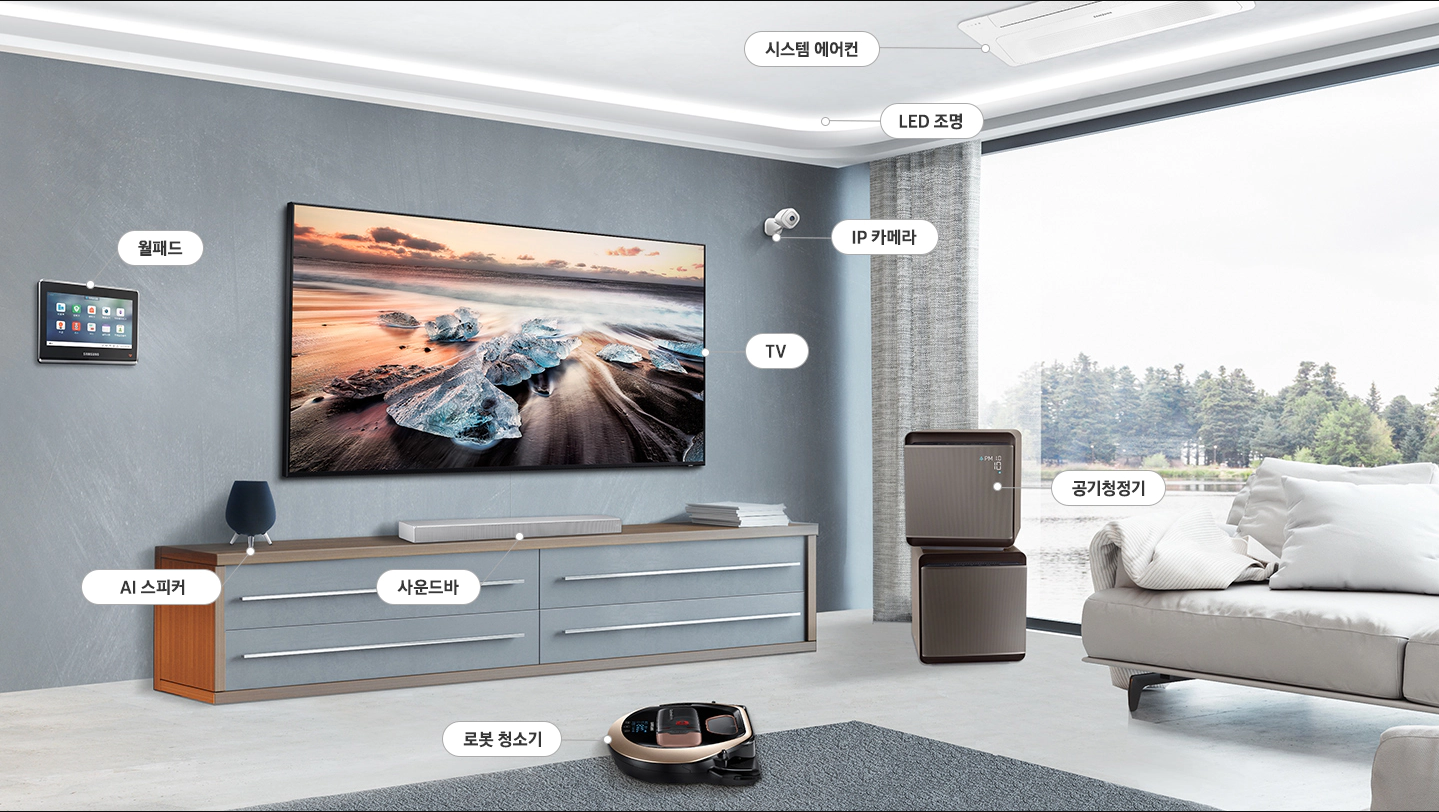 시스템 에어컨
LED 조명
IP 카메라
월패드
TV
SAMSUNG
공기청정기
AI 스피커
사운드바
로봇 청소기